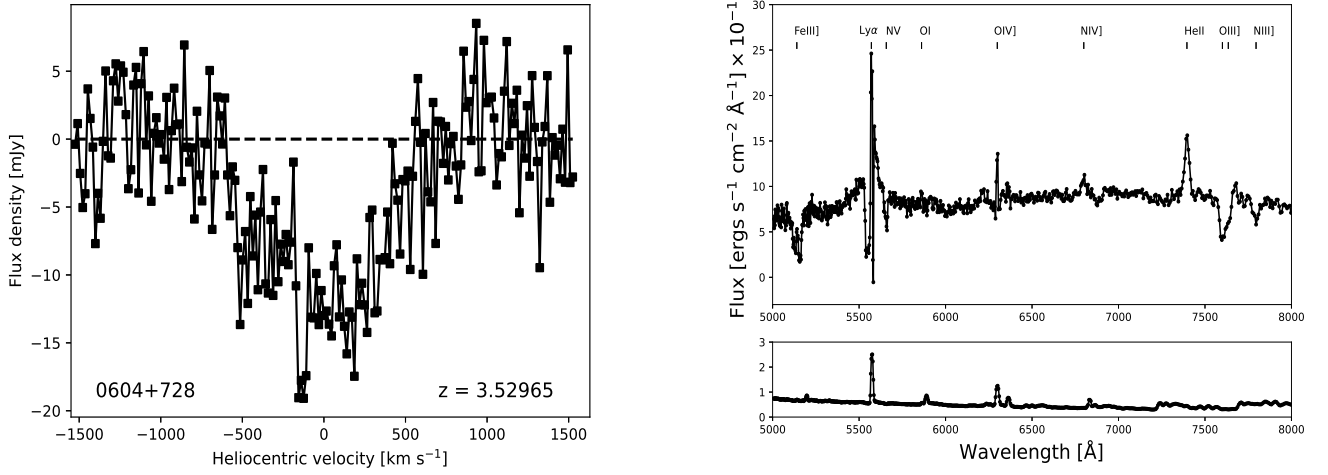 Flux density [mJy]
5
0
−5
−10
−15
−20
0604+728
z = 3.52965
−1500 −1000 −500 0 500 1000 1500
Heliocentric velocity [km s⁻¹]
Flux [ergs s⁻¹ cm⁻² Å⁻¹] × 10⁻¹
30
25
20
15
10
5
0
FeIII] Lyα NV OI OIV] NIV] HeII OIII] NIII]
5000 5500 6000 6500 7000 7500 8000
3
2
1
0
5000 5500 6000 6500 7000 7500 8000
Wavelength [Å]